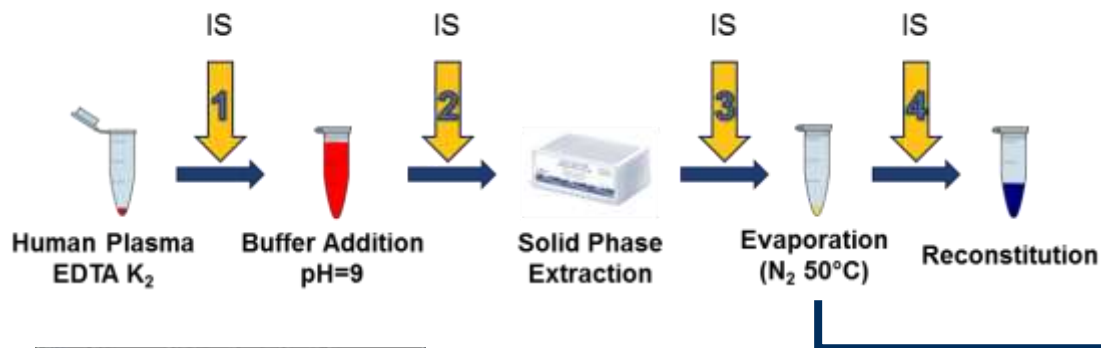 IS
IS
IS
IS
1
2
3
4
Human Plasma
EDTA K₂
Buffer Addition
pH=9
Solid Phase
Extraction
Evaporation
(N₂ 50°C)
Reconstitution